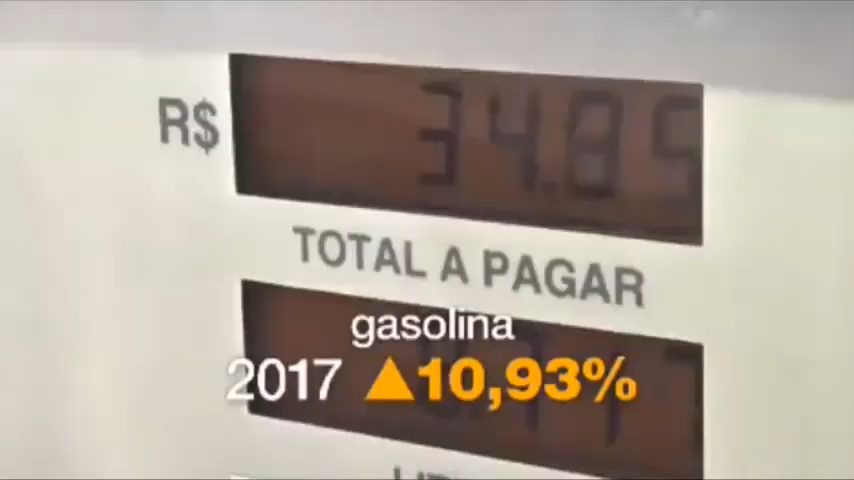 R$ 34.85
TOTAL A PAGAR
gasolina
2017 ▲10,93%